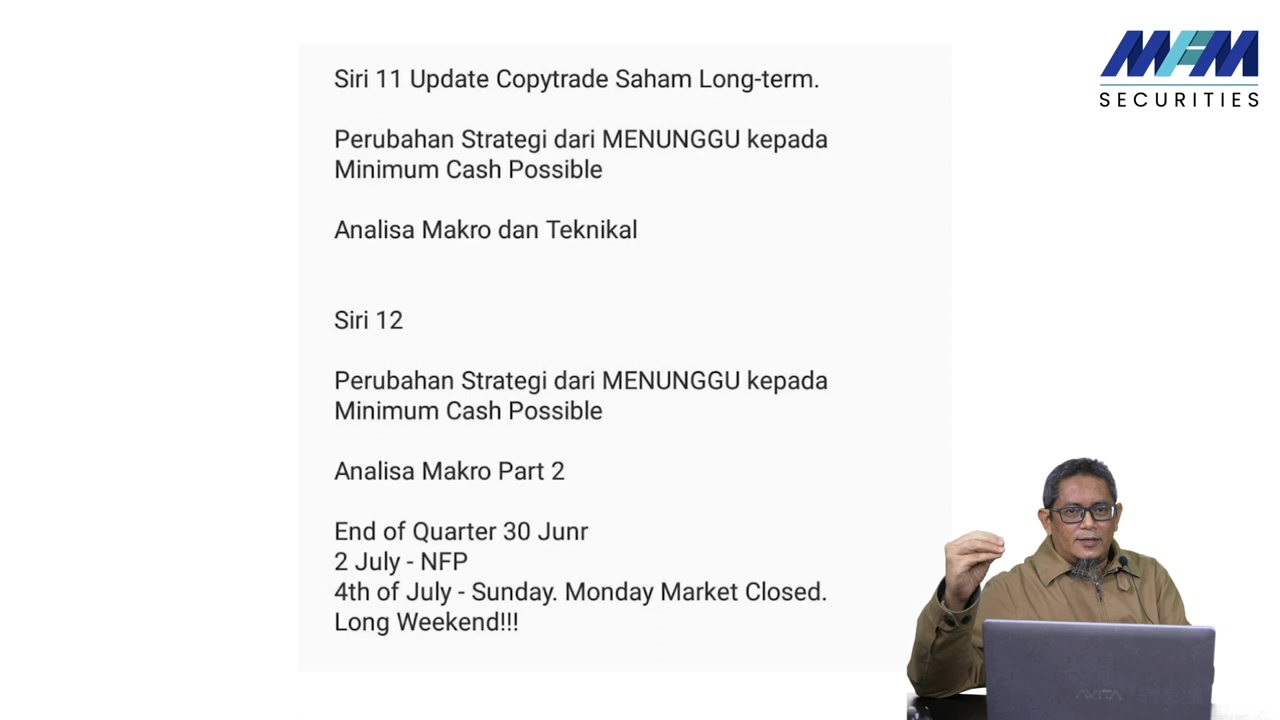 MFM
SECURITIES
Siri 11 Update Copytrade Saham Long-term.
Perubahan Strategi dari MENUNGGU kepada
Minimum Cash Possible
Analisa Makro dan Teknikal
Siri 12
Perubahan Strategi dari MENUNGGU kepada
Minimum Cash Possible
Analisa Makro Part 2
End of Quarter 30 Junr
2 July - NFP
4th of July - Sunday. Monday Market Closed.
Long Weekend!!!
AVITA